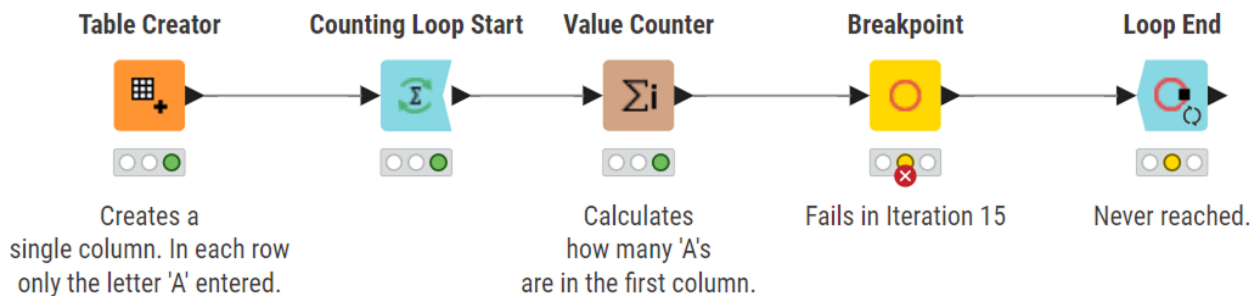 Table Creator
Counting Loop Start
Value Counter
Breakpoint
Loop End
Σ
Σi
Creates a
single column. In each row
only the letter 'A' entered.
Calculates
how many 'A's
are in the first column.
Fails in Iteration 15
Never reached.